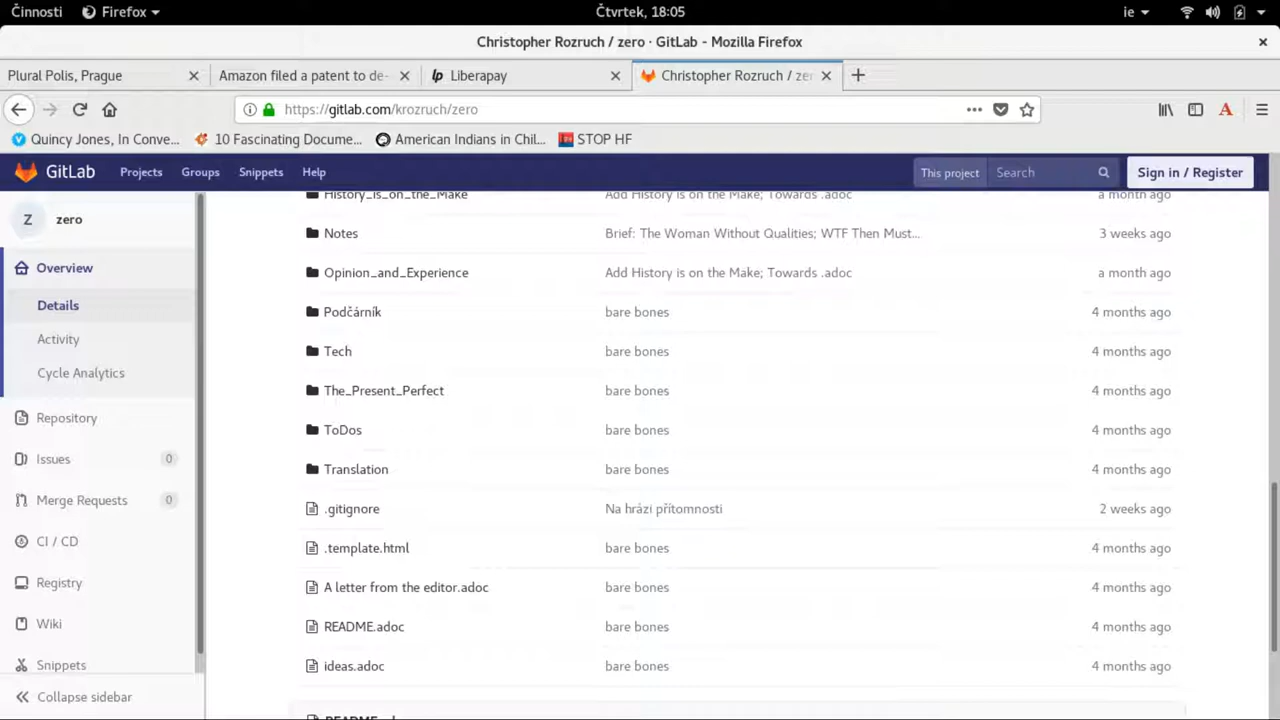 Činnosti Firefox Čtvrtek, 18:05 ie
Christopher Rozruch / zero · GitLab - Mozilla Firefox
Plural Polis, Prague Amazon filed a patent to de- Liberapay Christopher Rozruch / zer
https://gitlab.com/krozruch/zero
Quincy Jones, In Conve... 10 Fascinating Docume... American Indians in Chil... STOP HF
GitLab Projects Groups Snippets Help This project Search Sign in / Register
Z zero
Overview
Details
Activity
Cycle Analytics
Repository
Issues 0
Merge Requests 0
CI / CD
Registry
Wiki
Snippets
Collapse sidebar
History_is_on_the_Make Add History is on the Make; Towards .adoc a month ago
Notes Brief: The Woman Without Qualities; WTF Then Must... 3 weeks ago
Opinion_and_Experience Add History is on the Make; Towards .adoc a month ago
Podčárník bare bones 4 months ago
Tech bare bones 4 months ago
The_Present_Perfect bare bones 4 months ago
ToDos bare bones 4 months ago
Translation bare bones 4 months ago
.gitignore Na hrázi přítomnosti 2 weeks ago
.template.html bare bones 4 months ago
A letter from the editor.adoc bare bones 4 months ago
README.adoc bare bones 4 months ago
ideas.adoc bare bones 4 months ago